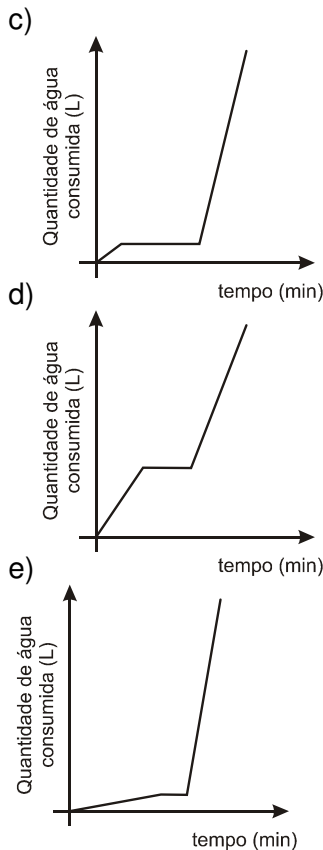 c)
Quantidade de água
consumida (L)
tempo (min)
d)
Quantidade de água
consumida (L)
tempo (min)
e)
Quantidade de água
consumida (L)
tempo (min)